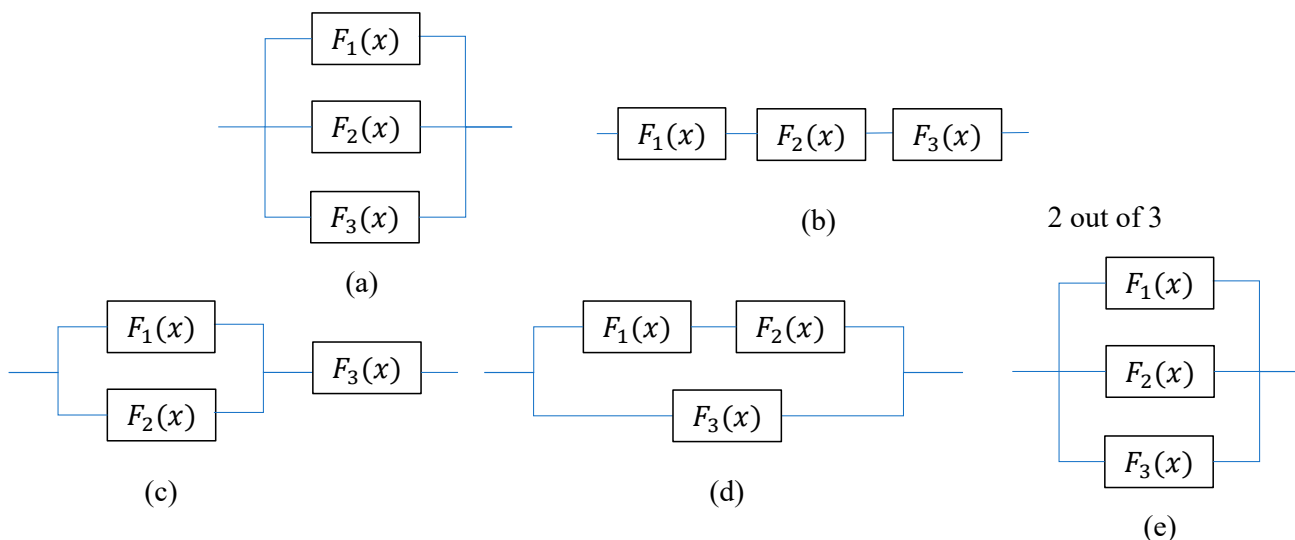 F₁(x)
F₂(x)
F₃(x)
(a)
F₁(x) F₂(x) F₃(x)
(b)
F₁(x)
F₂(x)
F₃(x)
(c)
F₁(x) F₂(x)
F₃(x)
(d)
2 out of 3
F₁(x)
F₂(x)
F₃(x)
(e)